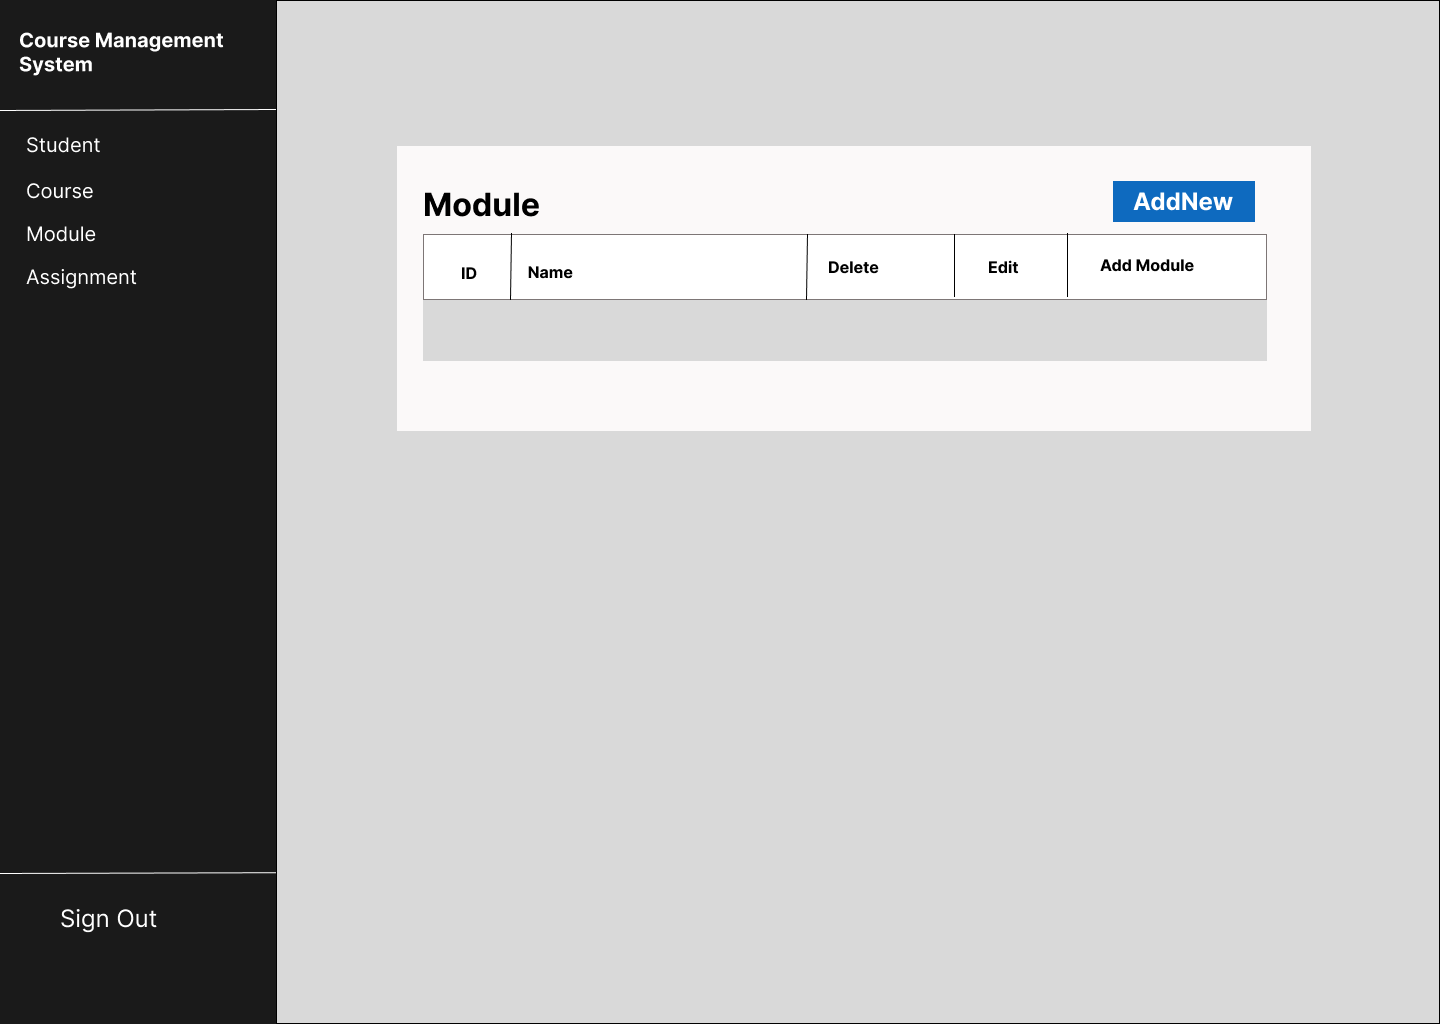 Course Management
System
Student
Course
Module
Assignment
Sign Out
Module
AddNew
ID
Name
Delete
Edit
Add Module